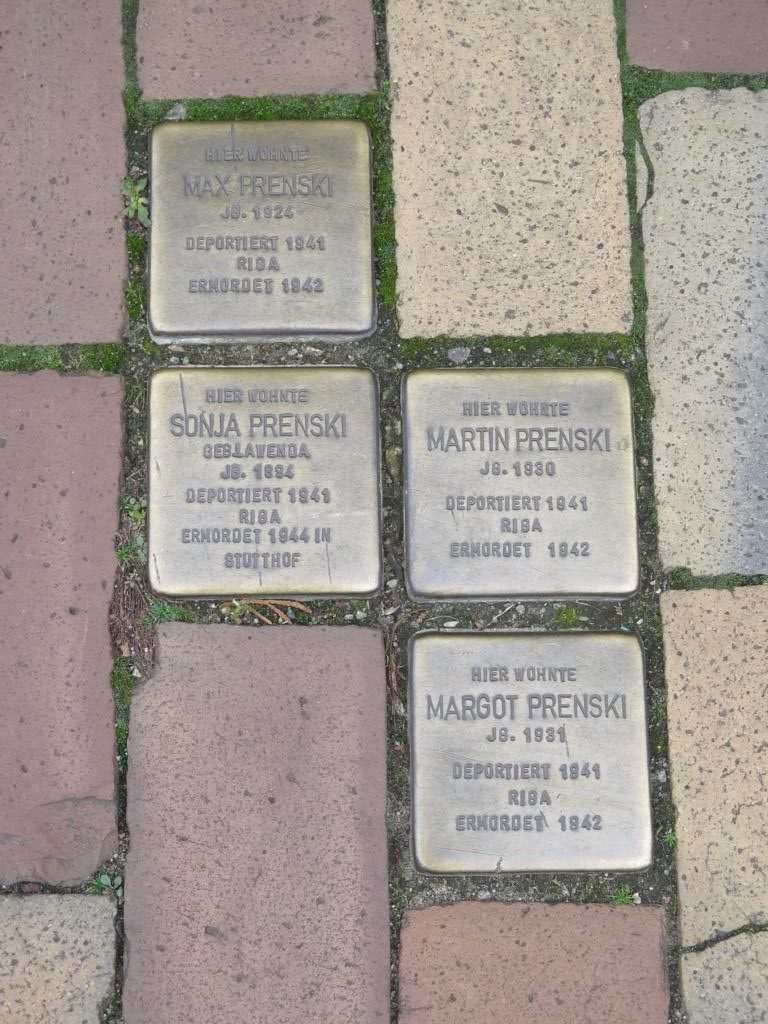 HIER WOHNTE
MAX PRENSKI
JG. 1924
DEPORTIERT 1941
RIGA
ERMORDET 1942
HIER WOHNTE
SONJA PRENSKI
GEB. LAWENDA
JG. 1894
DEPORTIERT 1941
RIGA
ERMORDET 1944 IN
STUTTHOF
HIER WOHNTE
MARTIN PRENSKI
JG. 1930
DEPORTIERT 1941
RIGA
ERMORDET 1942
HIER WOHNTE
MARGOT PRENSKI
JG. 1931
DEPORTIERT 1941
RIGA
ERMORDET 1942